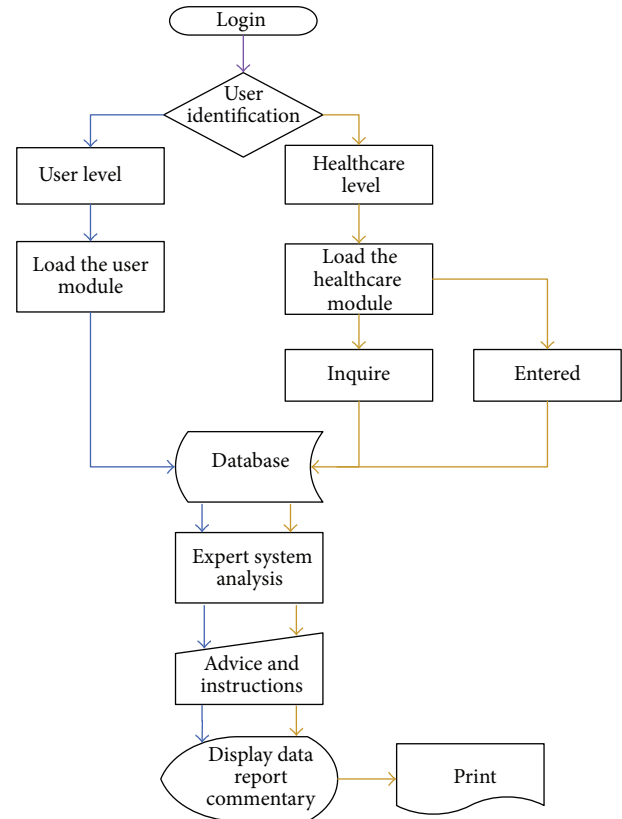 Login
User
identification
User level
Healthcare
level
Load the user
module
Load the
healthcare
module
Inquire
Entered
Database
Expert system
analysis
Advice and
instructions
Display data
report
commentary
Print